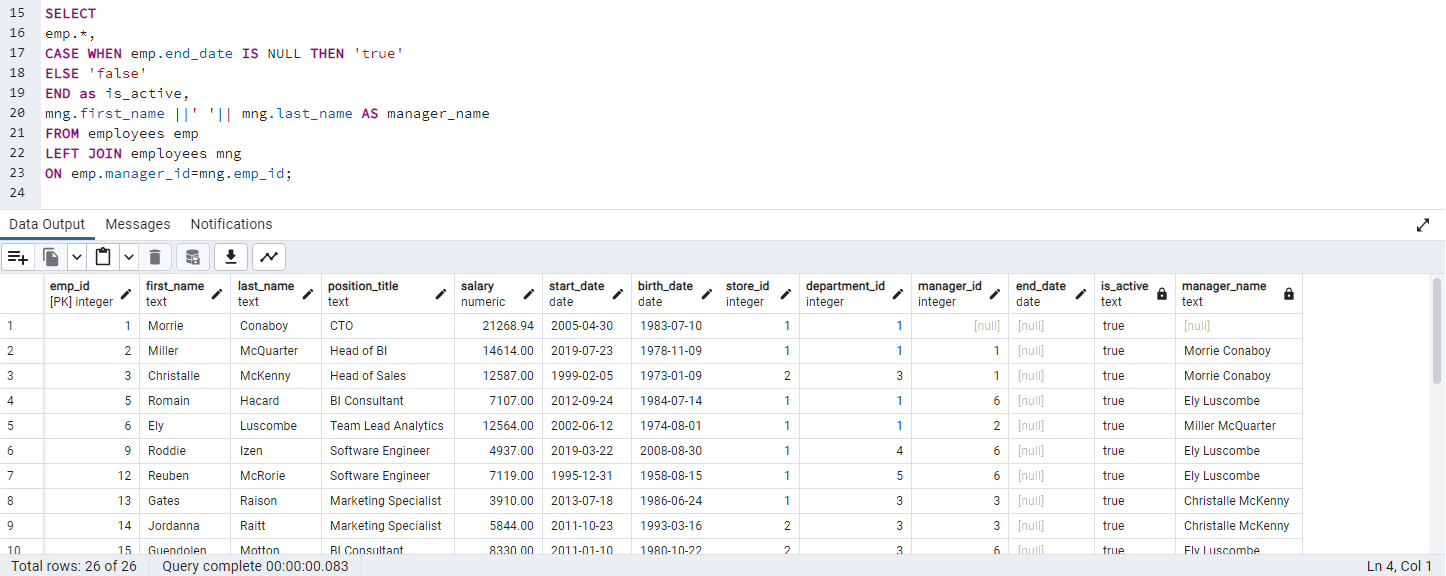 15 SELECT
16 emp.*,
17 CASE WHEN emp.end_date IS NULL THEN 'true'
18 ELSE 'false'
19 END as is_active,
20 mng.first_name ||' '|| mng.last_name AS manager_name
21 FROM employees emp
22 LEFT JOIN employees mng
23 ON emp.manager_id=mng.emp_id;
24
Data Output Messages Notifications
emp_id first_name last_name position_title salary start_date birth_date store_id department_id manager_id end_date is_active manager_name
[PK] integer text text text numeric date date integer integer integer date text text
1 1 Morrie Conaboy CTO 21268.94 2005-04-30 1983-07-10 1 1 [null] [null] true [null]
2 2 Miller McQuarter Head of BI 14614.00 2019-07-23 1978-11-09 1 1 1 [null] true Morrie Conaboy
3 3 Christalle McKenny Head of Sales 12587.00 1999-02-05 1973-01-09 2 3 1 [null] true Morrie Conaboy
4 5 Romain Hacard BI Consultant 7107.00 2012-09-24 1984-07-14 1 1 6 [null] true Ely Luscombe
5 6 Ely Luscombe Team Lead Analytics 12564.00 2002-06-12 1974-08-01 1 1 2 [null] true Miller McQuarter
6 9 Roddie Izen Software Engineer 4937.00 2019-03-22 2008-08-30 1 4 6 [null] true Ely Luscombe
7 12 Reuben McRorie Software Engineer 7119.00 1995-12-31 1958-08-15 1 5 6 [null] true Ely Luscombe
8 13 Gates Raison Marketing Specialist 3910.00 2013-07-18 1986-06-24 1 3 3 [null] true Christalle McKenny
9 14 Jordanna Raitt Marketing Specialist 5844.00 2011-10-23 1993-03-16 2 3 3 [null] true Christalle McKenny
10 15 Guendolen Motton BI Consultant 8330.00 2011-01-10 1980-10-22 2 3 6 [null] true Ely Luscombe
Total rows: 26 of 26 Query complete 00:00:00.083 Ln 4, Col 1